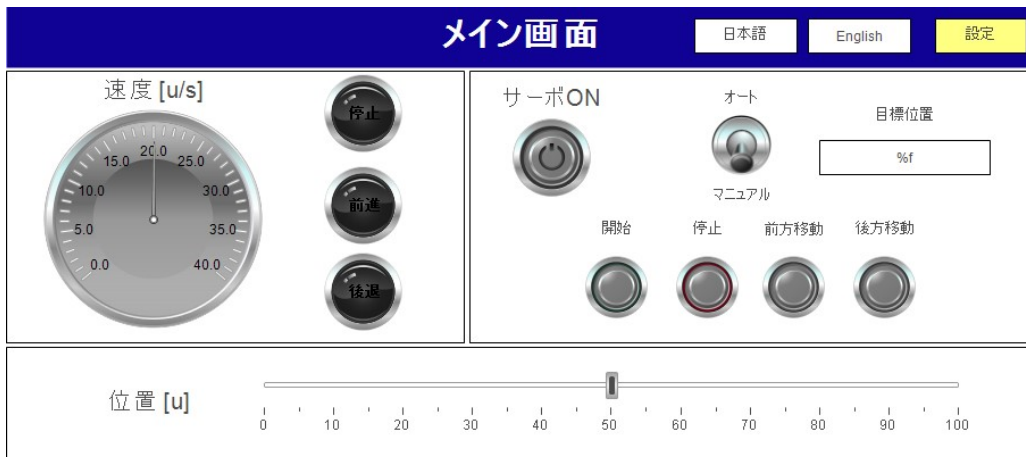 メイン画面
日本語
English
設定
速度 [u/s]
0.0
5.0
10.0
15.0
20.0
25.0
30.0
35.0
40.0
停止
前進
後退
サーボON
オート
マニュアル
目標位置
%f
開始
停止
前方移動
後方移動
位置 [u]
0 10 20 30 40 50 60 70 80 90 100